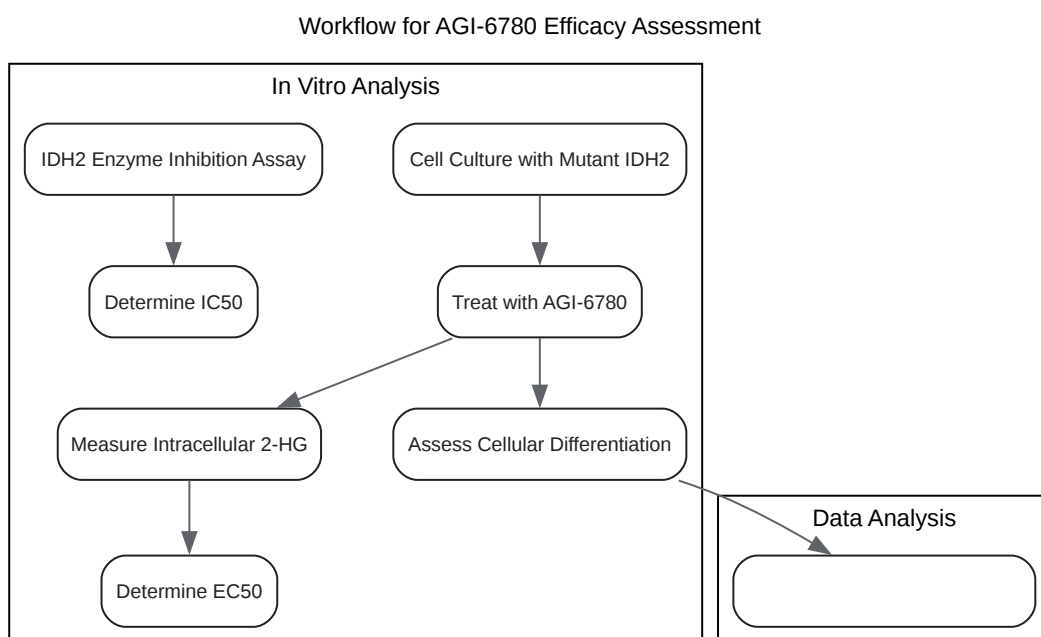 Workflow for AGI-6780 Efficacy Assessment
In Vitro Analysis
IDH2 Enzyme Inhibition Assay
Cell Culture with Mutant IDH2
Determine IC50
Treat with AGI-6780
Measure Intracellular 2-HG
Assess Cellular Differentiation
Data Analysis
Determine EC50